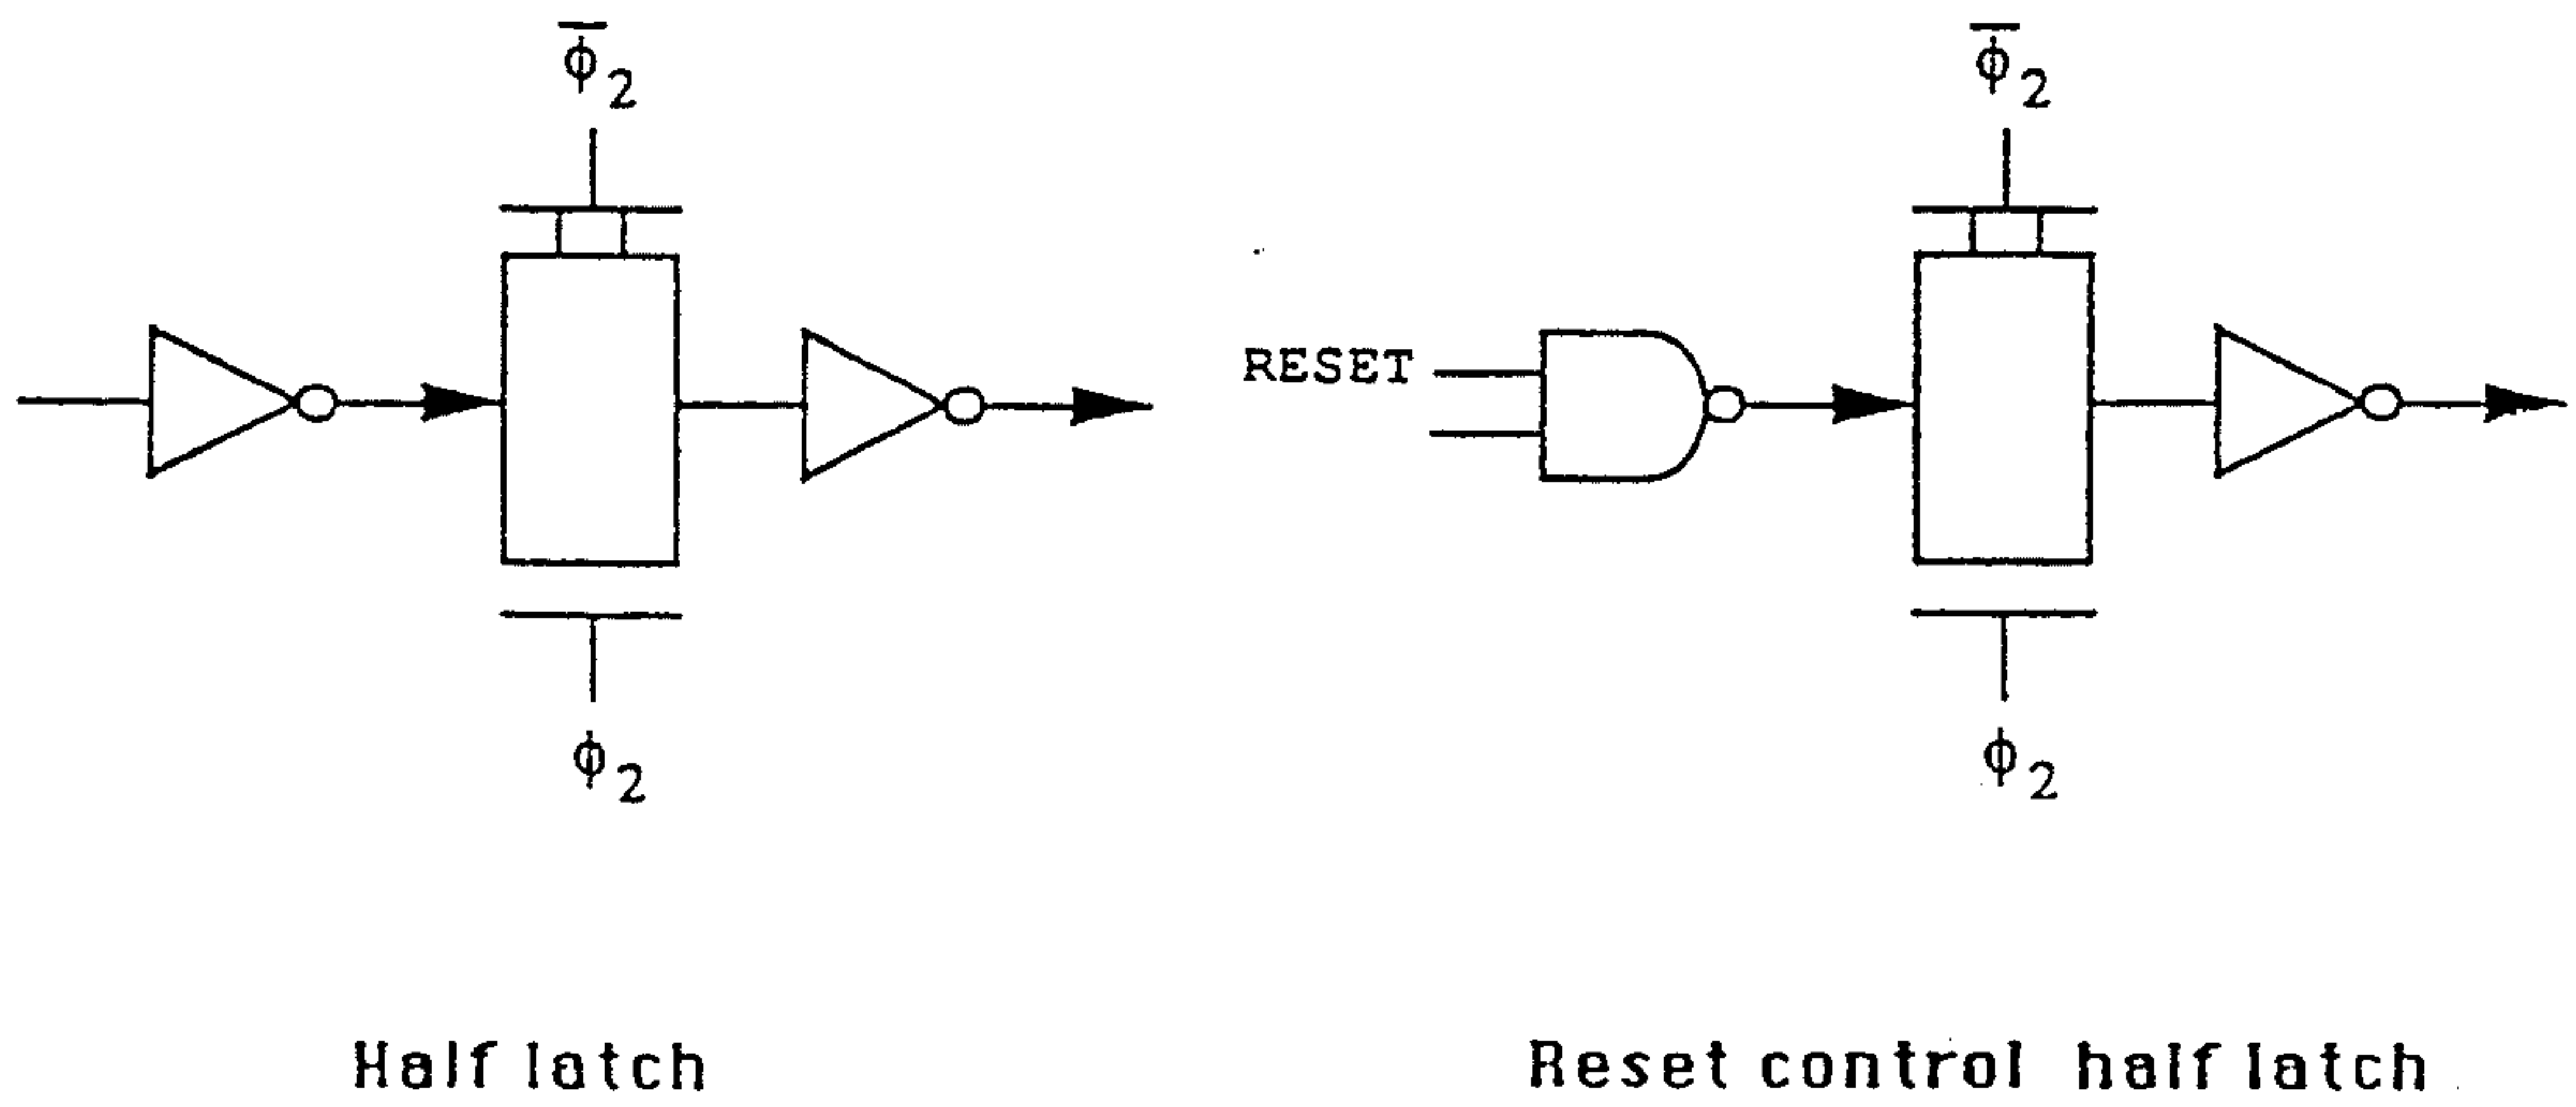 ϕ̅₂
ϕ̅₂
RESET
ϕ₂
ϕ₂
Half latch
Reset control half latch